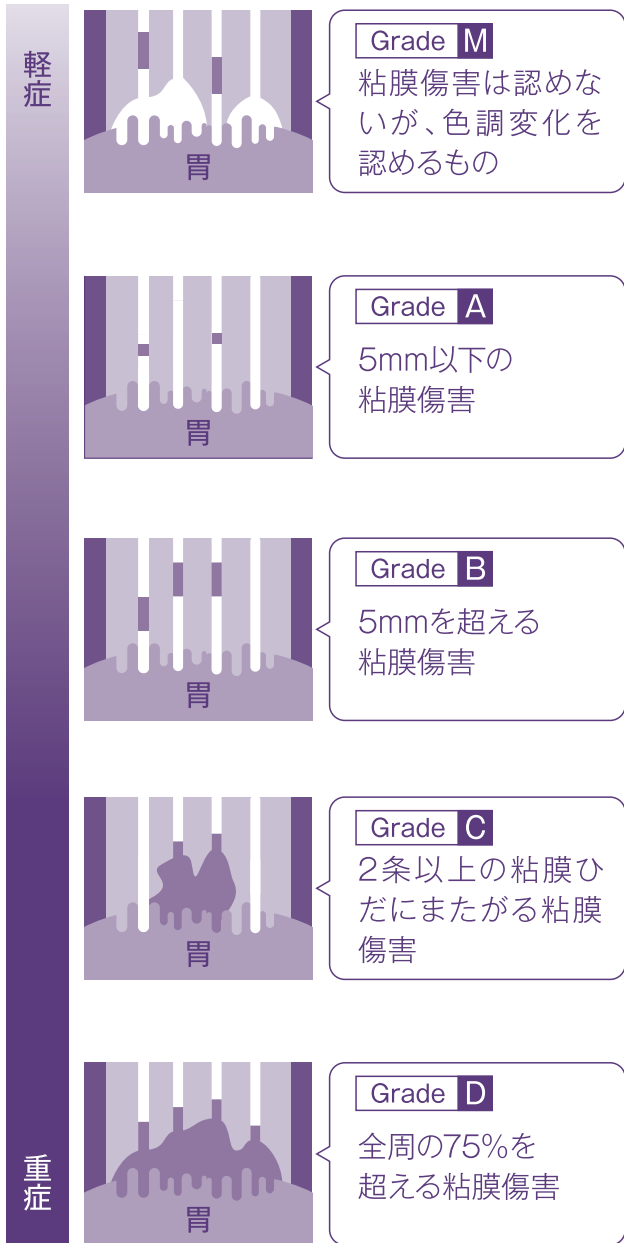 軽症
Grade M
粘膜傷害は認めな
いが、色調変化を
認めるもの
胃
Grade A
5mm以下の
粘膜傷害
胃
Grade B
5mmを超える
粘膜傷害
胃
Grade C
2条以上の粘膜ひ
だにまたがる粘膜
傷害
胃
Grade D
全周の75%を
超える粘膜傷害
胃
重症